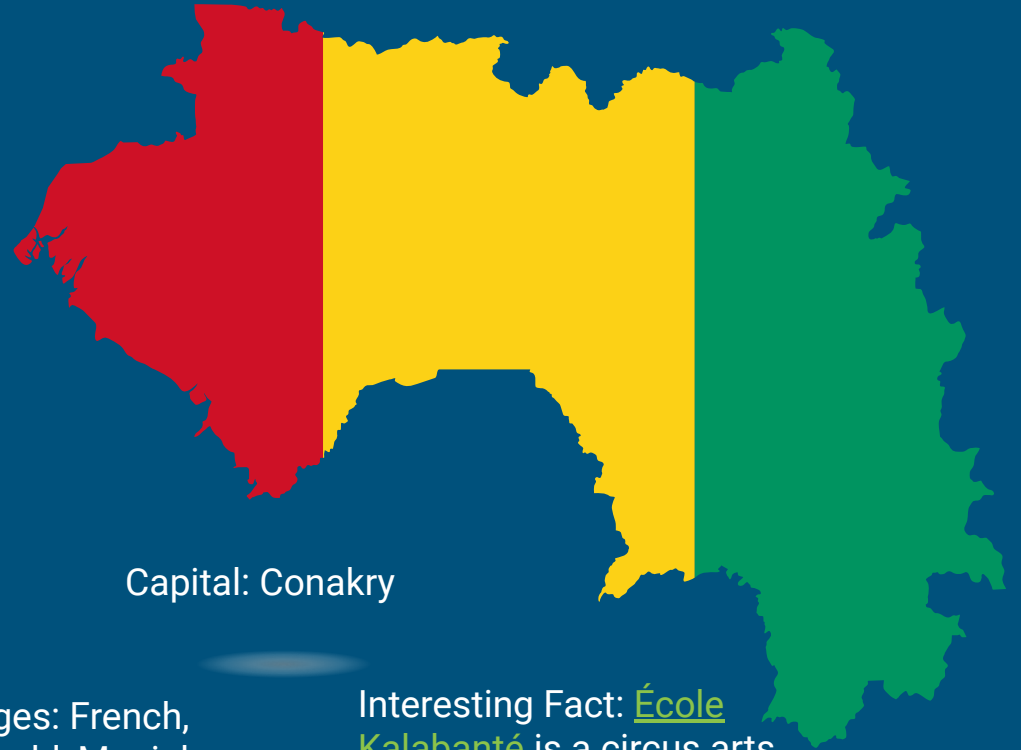 Capital: Conakry
ges: French,
Interesting Fact: École
Kalabanté is a circus arts